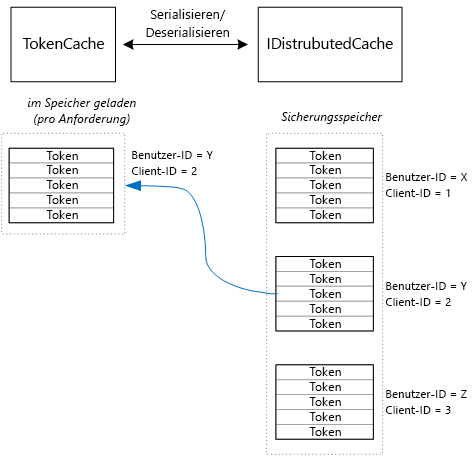 Serialisieren/
Deserialisieren
TokenCache
IDistrubutedCache
im Speicher geladen
(pro Anforderung)
Sicherungsspeicher
Token
Token
Token
Token
Token
Benutzer-ID = Y
Client-ID = 2
Token
Token
Token
Token
Token
Benutzer-ID = X
Client-ID = 1
Token
Token
Token
Token
Token
Benutzer-ID = Y
Client-ID = 2
Token
Token
Token
Token
Token
Benutzer-ID = Z
Client-ID = 3